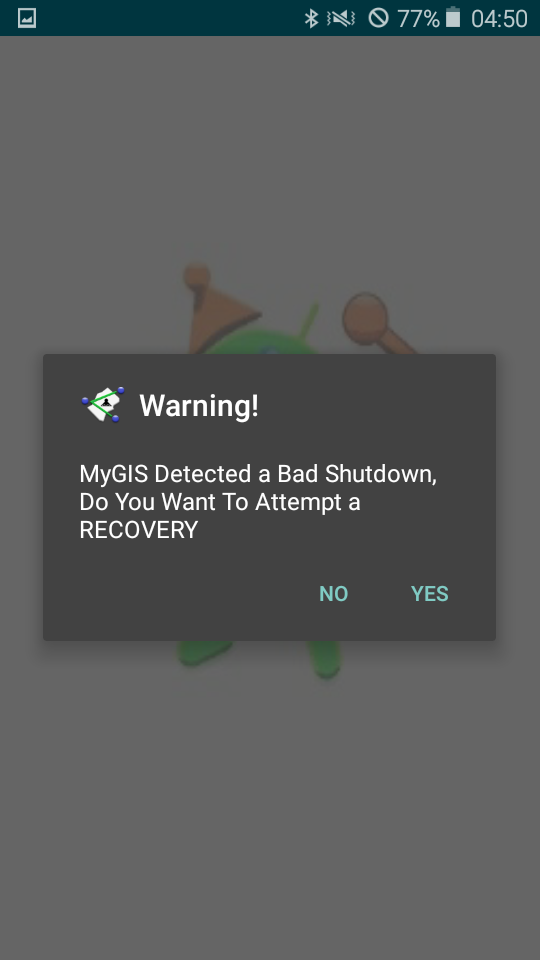 77% 04:50
Warning!
MyGIS Detected a Bad Shutdown,
Do You Want To Attempt a
RECOVERY
NO YES